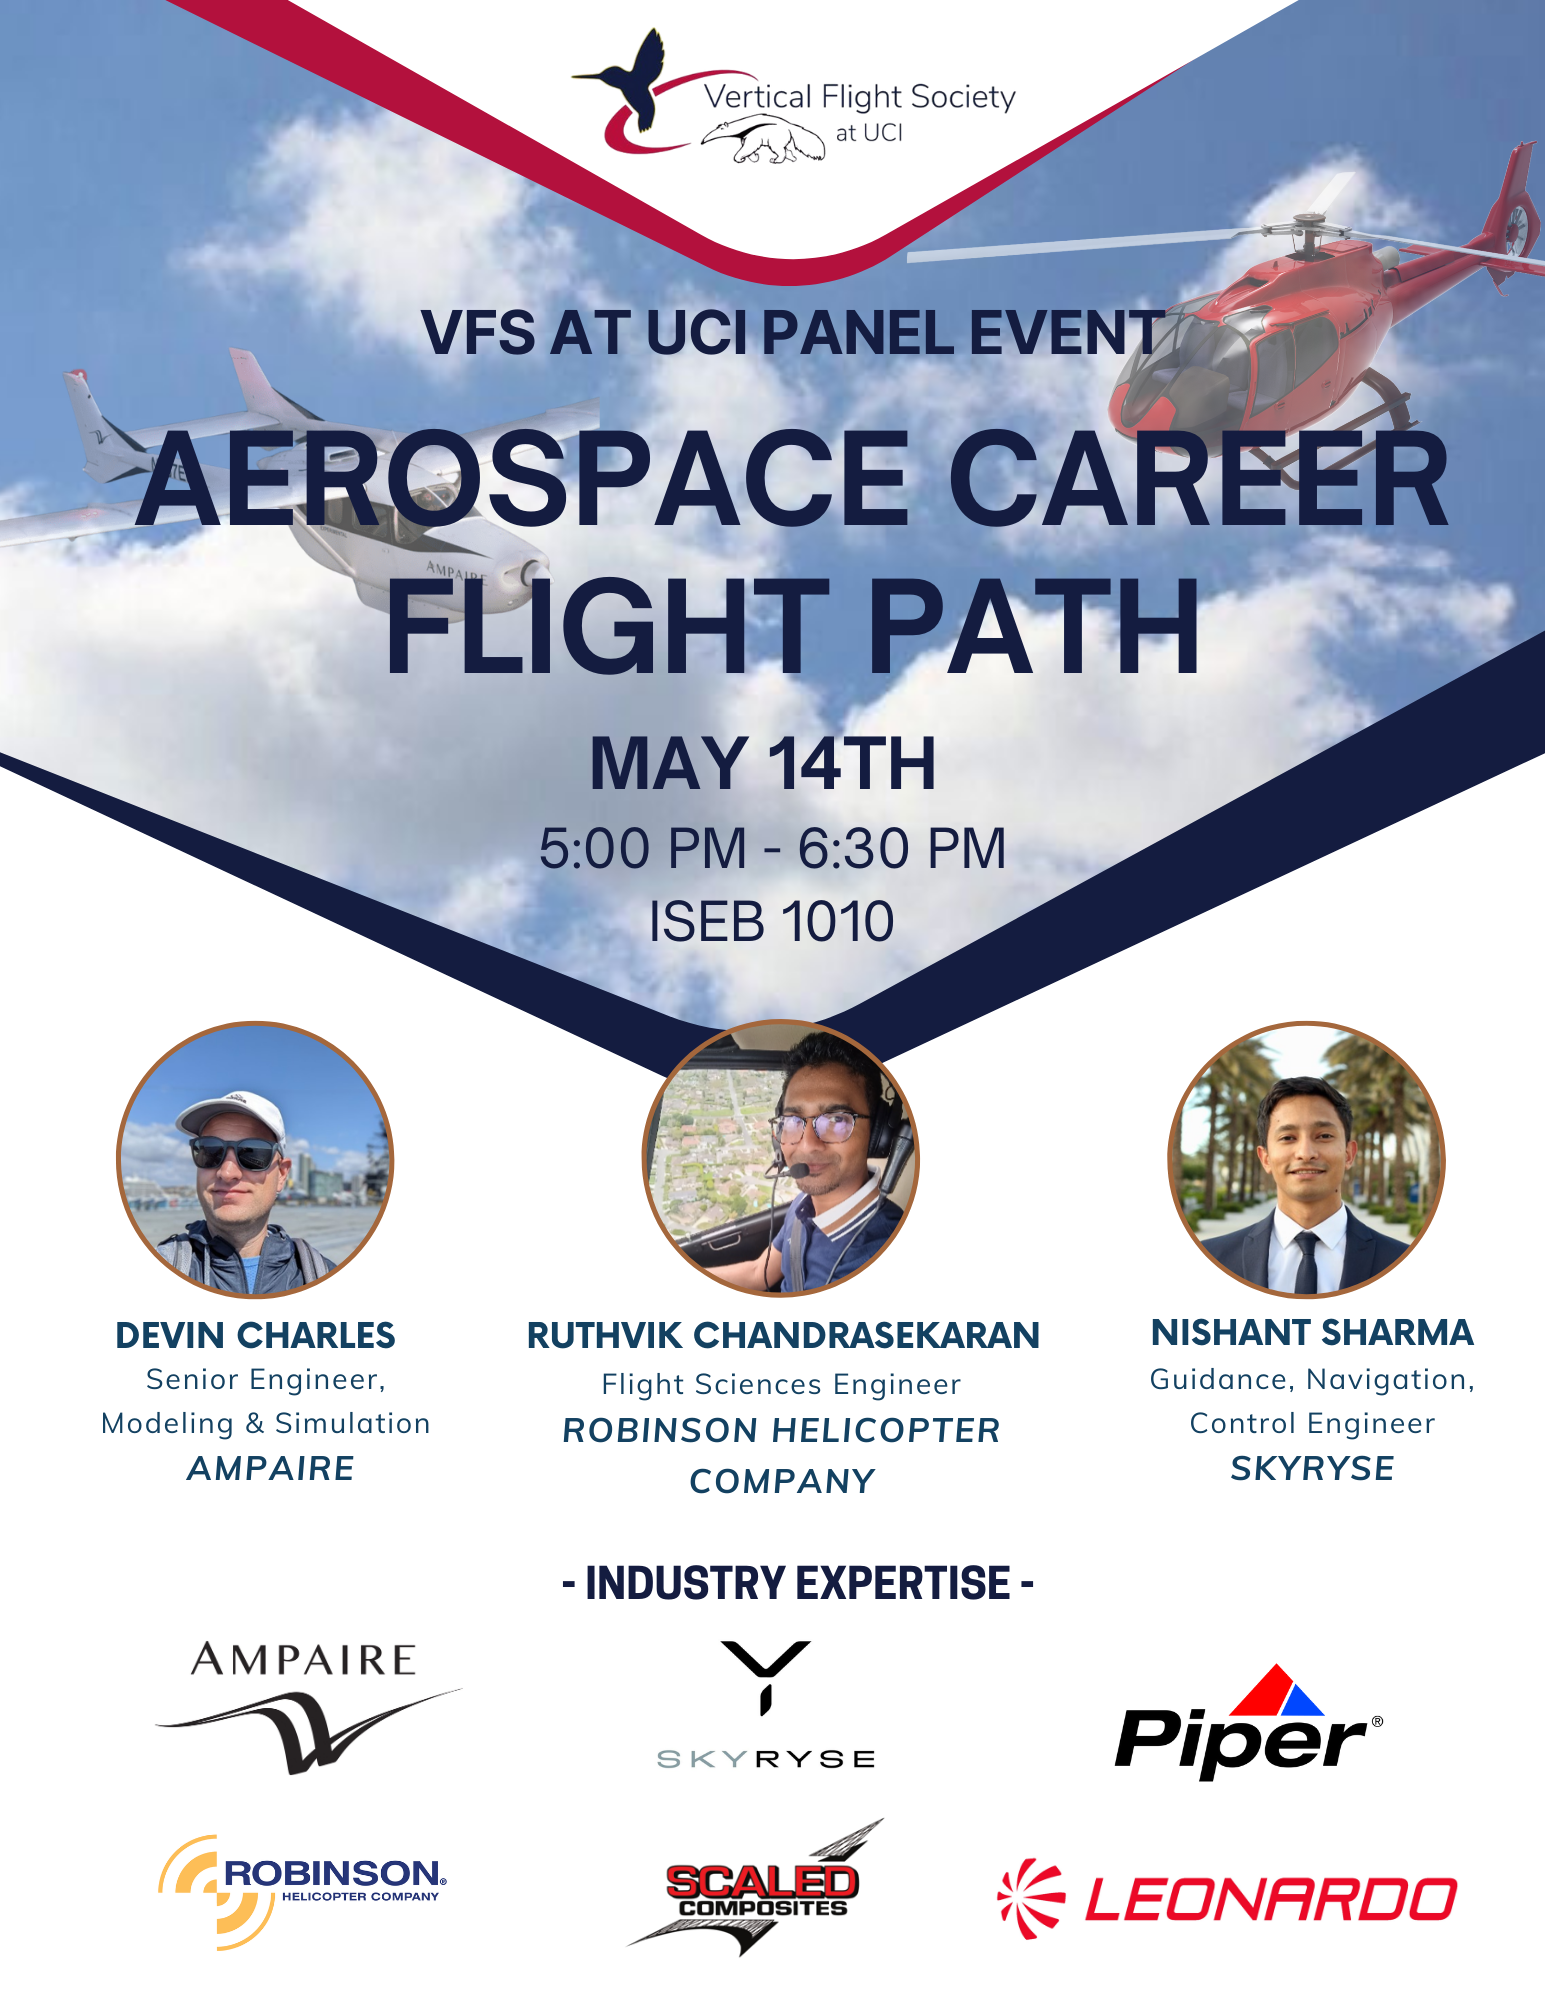 Vertical Flight Society
at UCI
VFS AT UCI PANEL EVENT
AEROSPACE CAREER
FLIGHT PATH
AMPAIRE
MAY 14TH
5:00 PM - 6:30 PM
ISEB 1010
DEVIN CHARLES
Senior Engineer,
Modeling & Simulation
AMPAIRE
RUTHVIK CHANDRASEKARAN
Flight Sciences Engineer
ROBINSON HELICOPTER
COMPANY
NISHANT SHARMA
Guidance, Navigation,
Control Engineer
SKYRYSE
- INDUSTRY EXPERTISE -
AMPAIRE
SKYRYSE
Piper®
ROBINSON®
HELICOPTER COMPANY
SCALED
COMPOSITES
LEONARDO